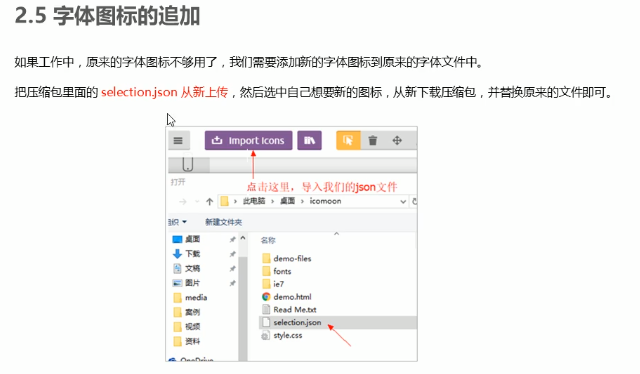 2.5 字体图标的追加
如果工作中，原来的字体图标不够用了，我们需要添加新的字体图标到原来的字体文件中。
把压缩包里面的 selection.json 从新上传，然后选中自己想要新的图标，从新下载压缩包，并替换原来的文件即可。
Import Icons
点击这里，导入我们的json文件
打开
此电脑 > 桌面 > icomoon
组织 新建文件夹
名称
桌面
下载
文稿
图片
media
案例
视频
资料
OneDrive
demo-files
fonts
ie7
demo.html
Read Me.txt
selection.json
style.css